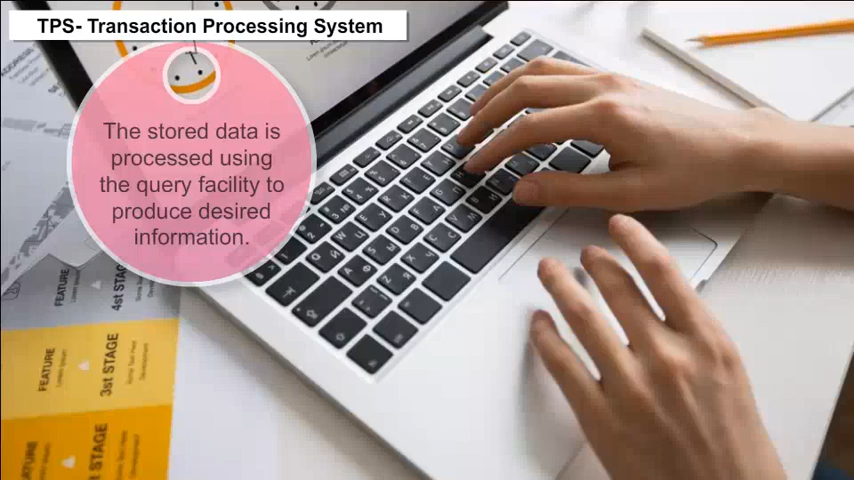 TPS- Transaction Processing System
The stored data is
processed using
the query facility to
produce desired
information.
FEATURE
4st STAG
FEATURE
3st STAGE
STAGE